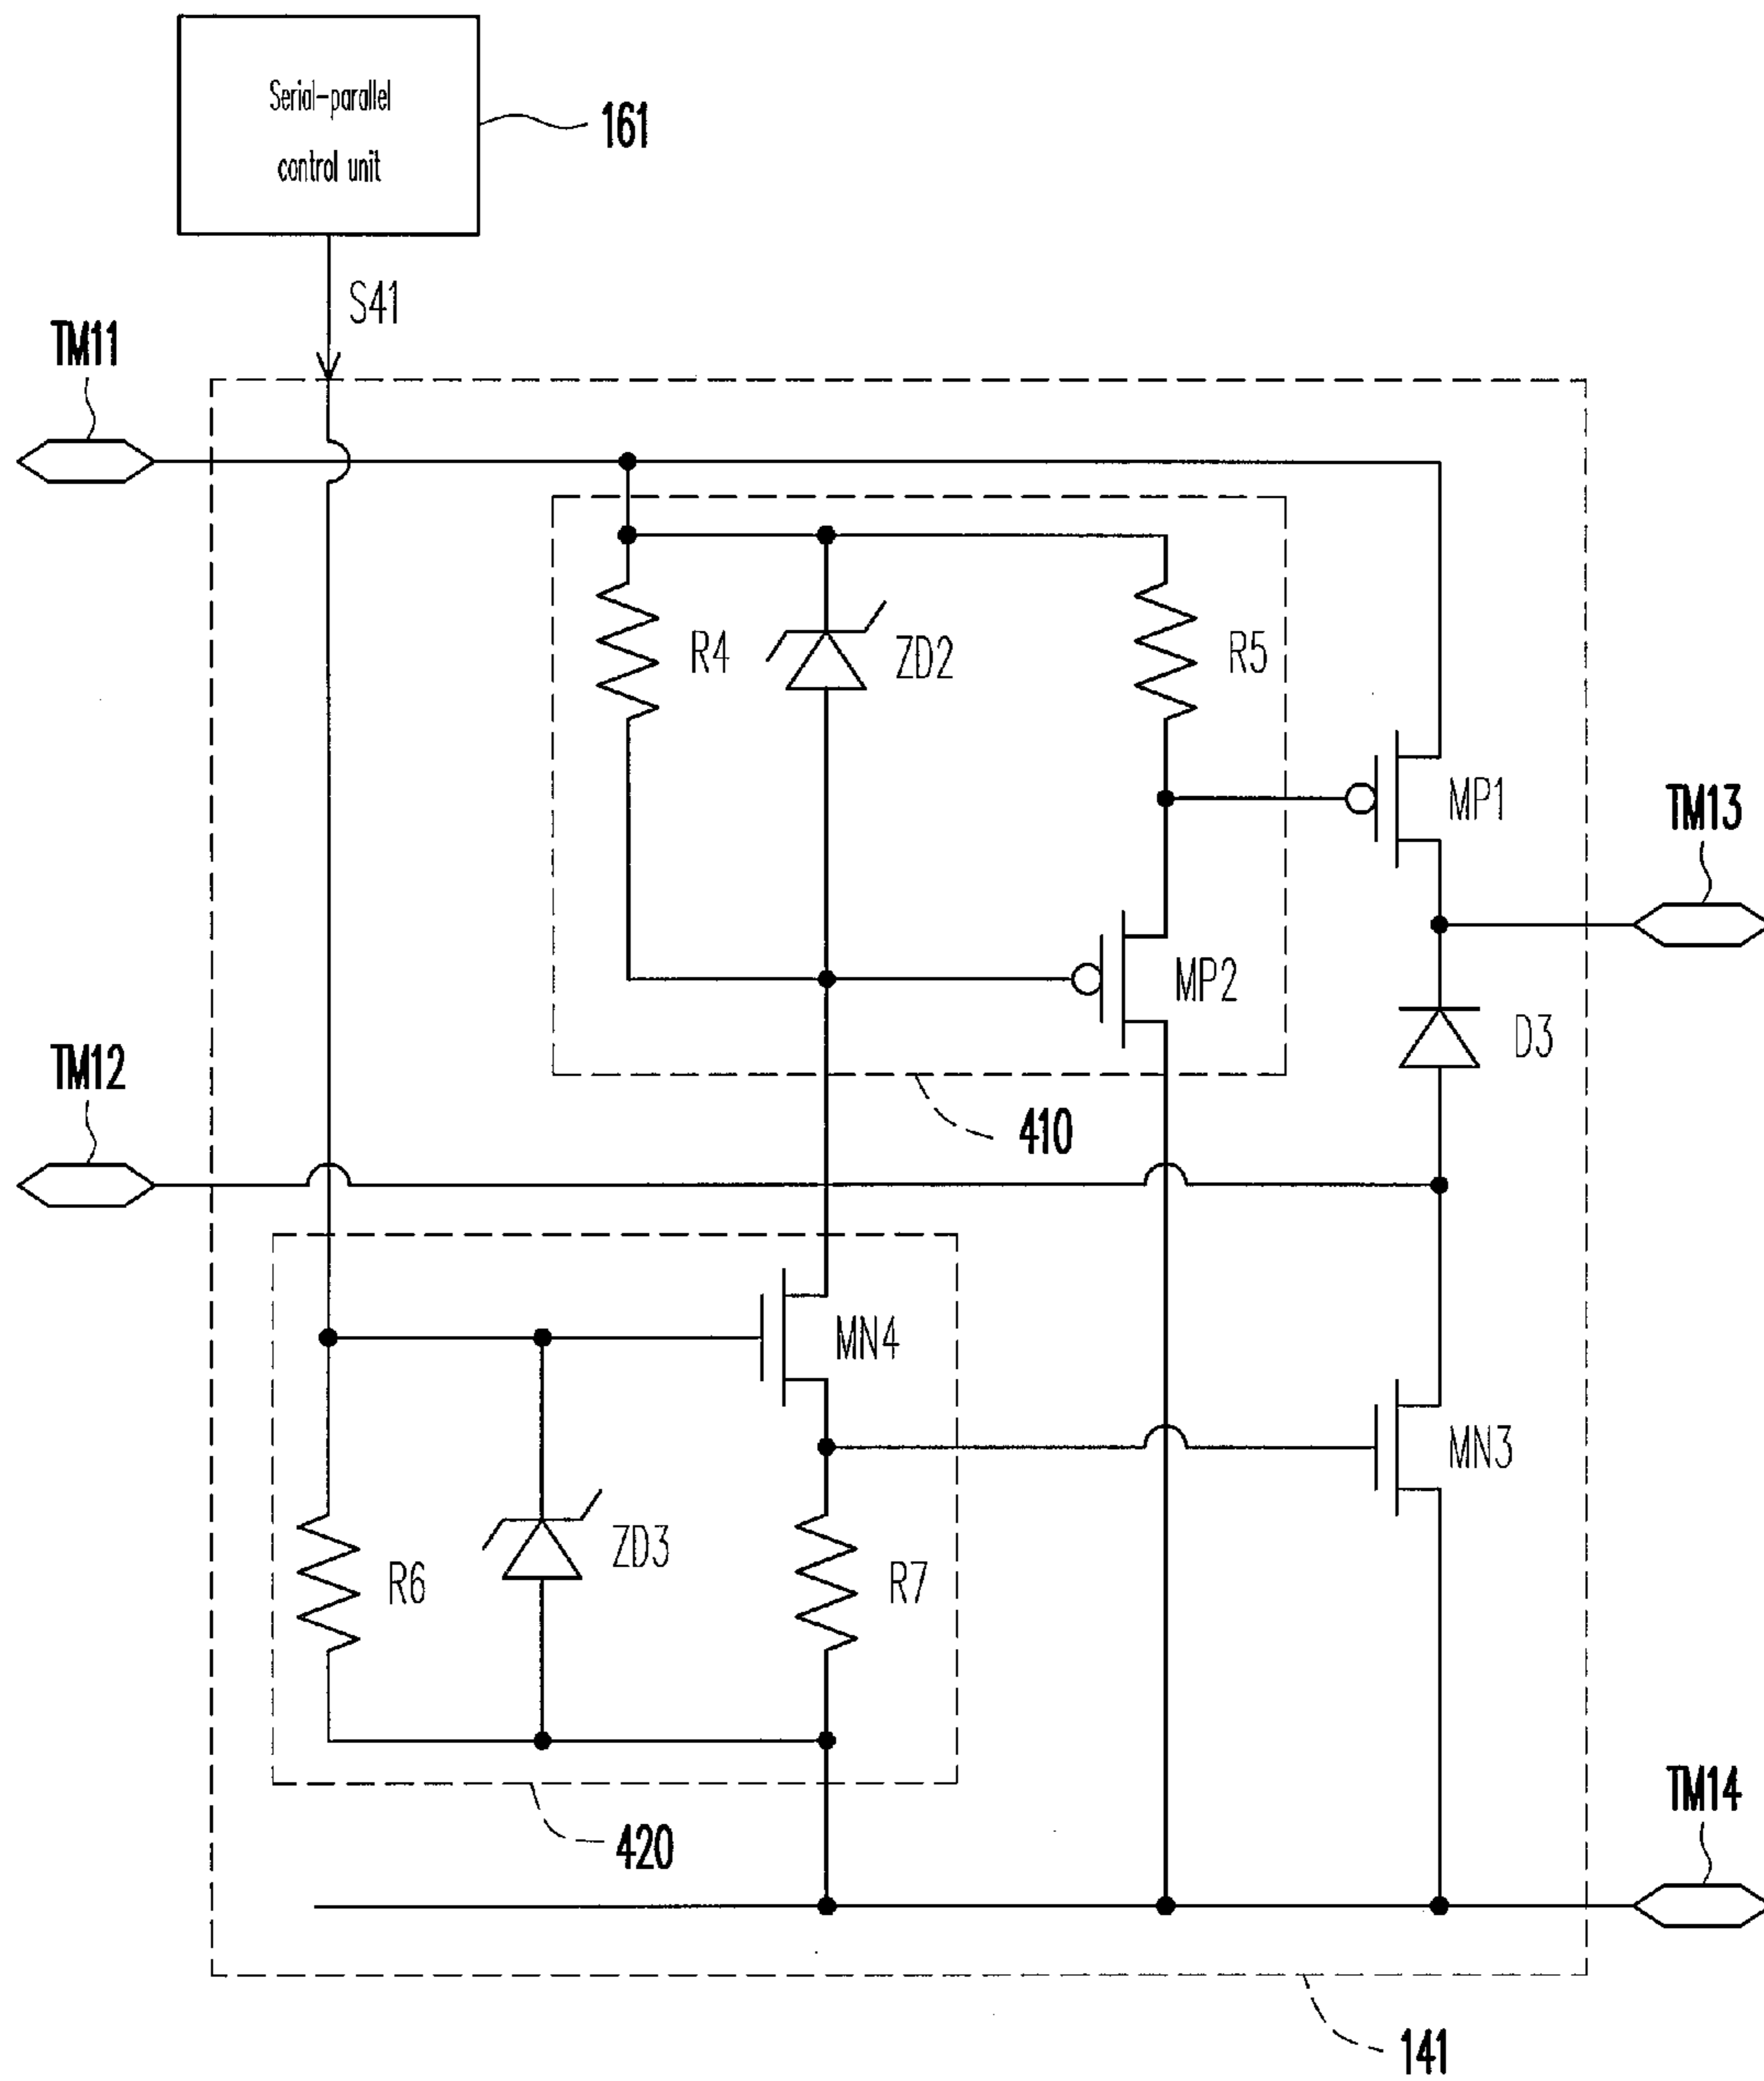 Serial-parallel
control unit
161
S41
TM11
R4
ZD2
R5
MP1
TM13
MP2
D3
TM12
410
MN4
MN3
ZD3
R6
R7
TM14
420
141